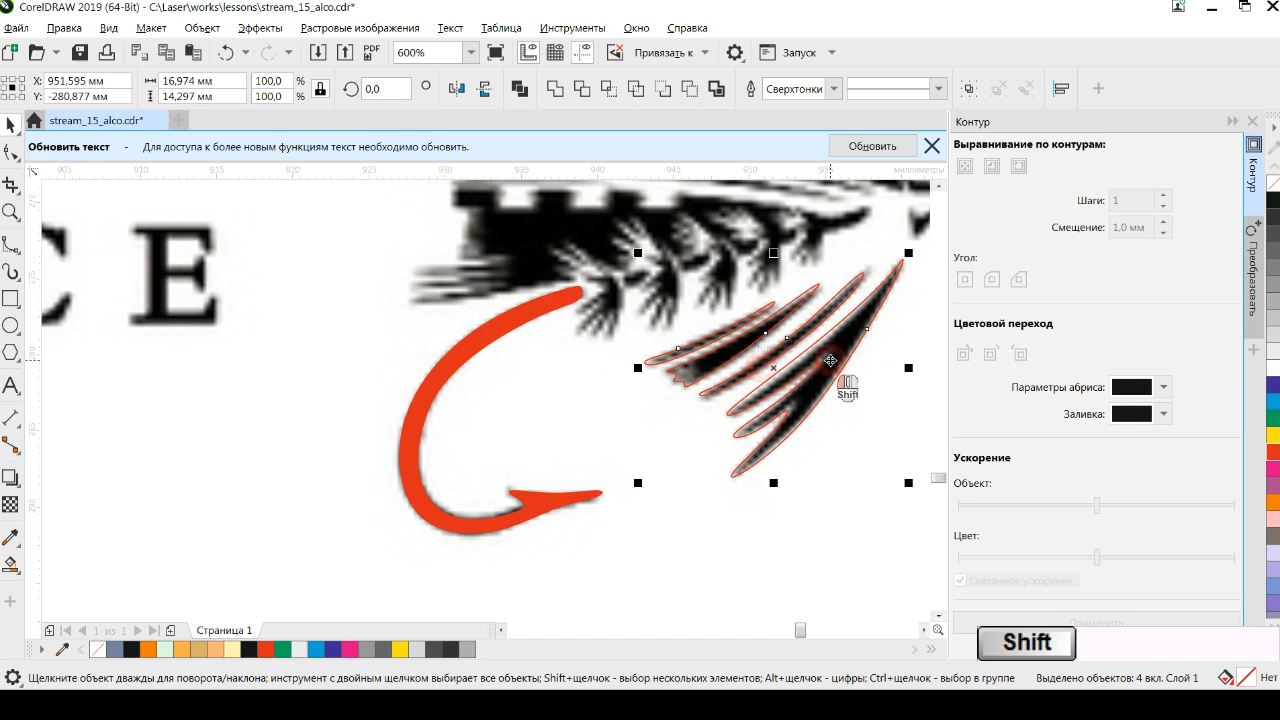 CorelDRAW 2019 (64-Bit) - C:\Laser\works\lessons\stream_15_alco.cdr*
Файл Правка Вид Макет Объект Эффекты Растровые изображения Текст Таблица Инструменты Окно Справка
PDF 600% Привязать к Запуск
X: 951,595 мм 16,974 мм 100,0 % 0,0 Сверхтонкий
Y: -280,877 мм 14,297 мм 100,0 %
stream_15_alco.cdr*
Контур
Обновить текст - Для доступа к более новым функциям текст необходимо обновить. Обновить
Выравнивание по контурам:
905 910 915 920 925 930 935 940 945 950 миллиметры
Шаги: 1
Смещение: 1,0 мм
Угол:
Контур
Преобразовать
C E
Цветовой переход
Параметры абриса:
Заливка:
Shift
Ускорение
Объект:
Цвет:
Связанное ускорение
Применить
1 из 1 Страница 1
Shift
Щелкните объект дважды для поворота/наклона; инструмент с двойным щелчком выбирает все объекты; Shift+щелчок - выбор нескольких элементов; Alt+щелчок - цифры; Ctrl+щелчок - выбор в группе Выделено объектов: 4 вкл. Слой 1 Нет